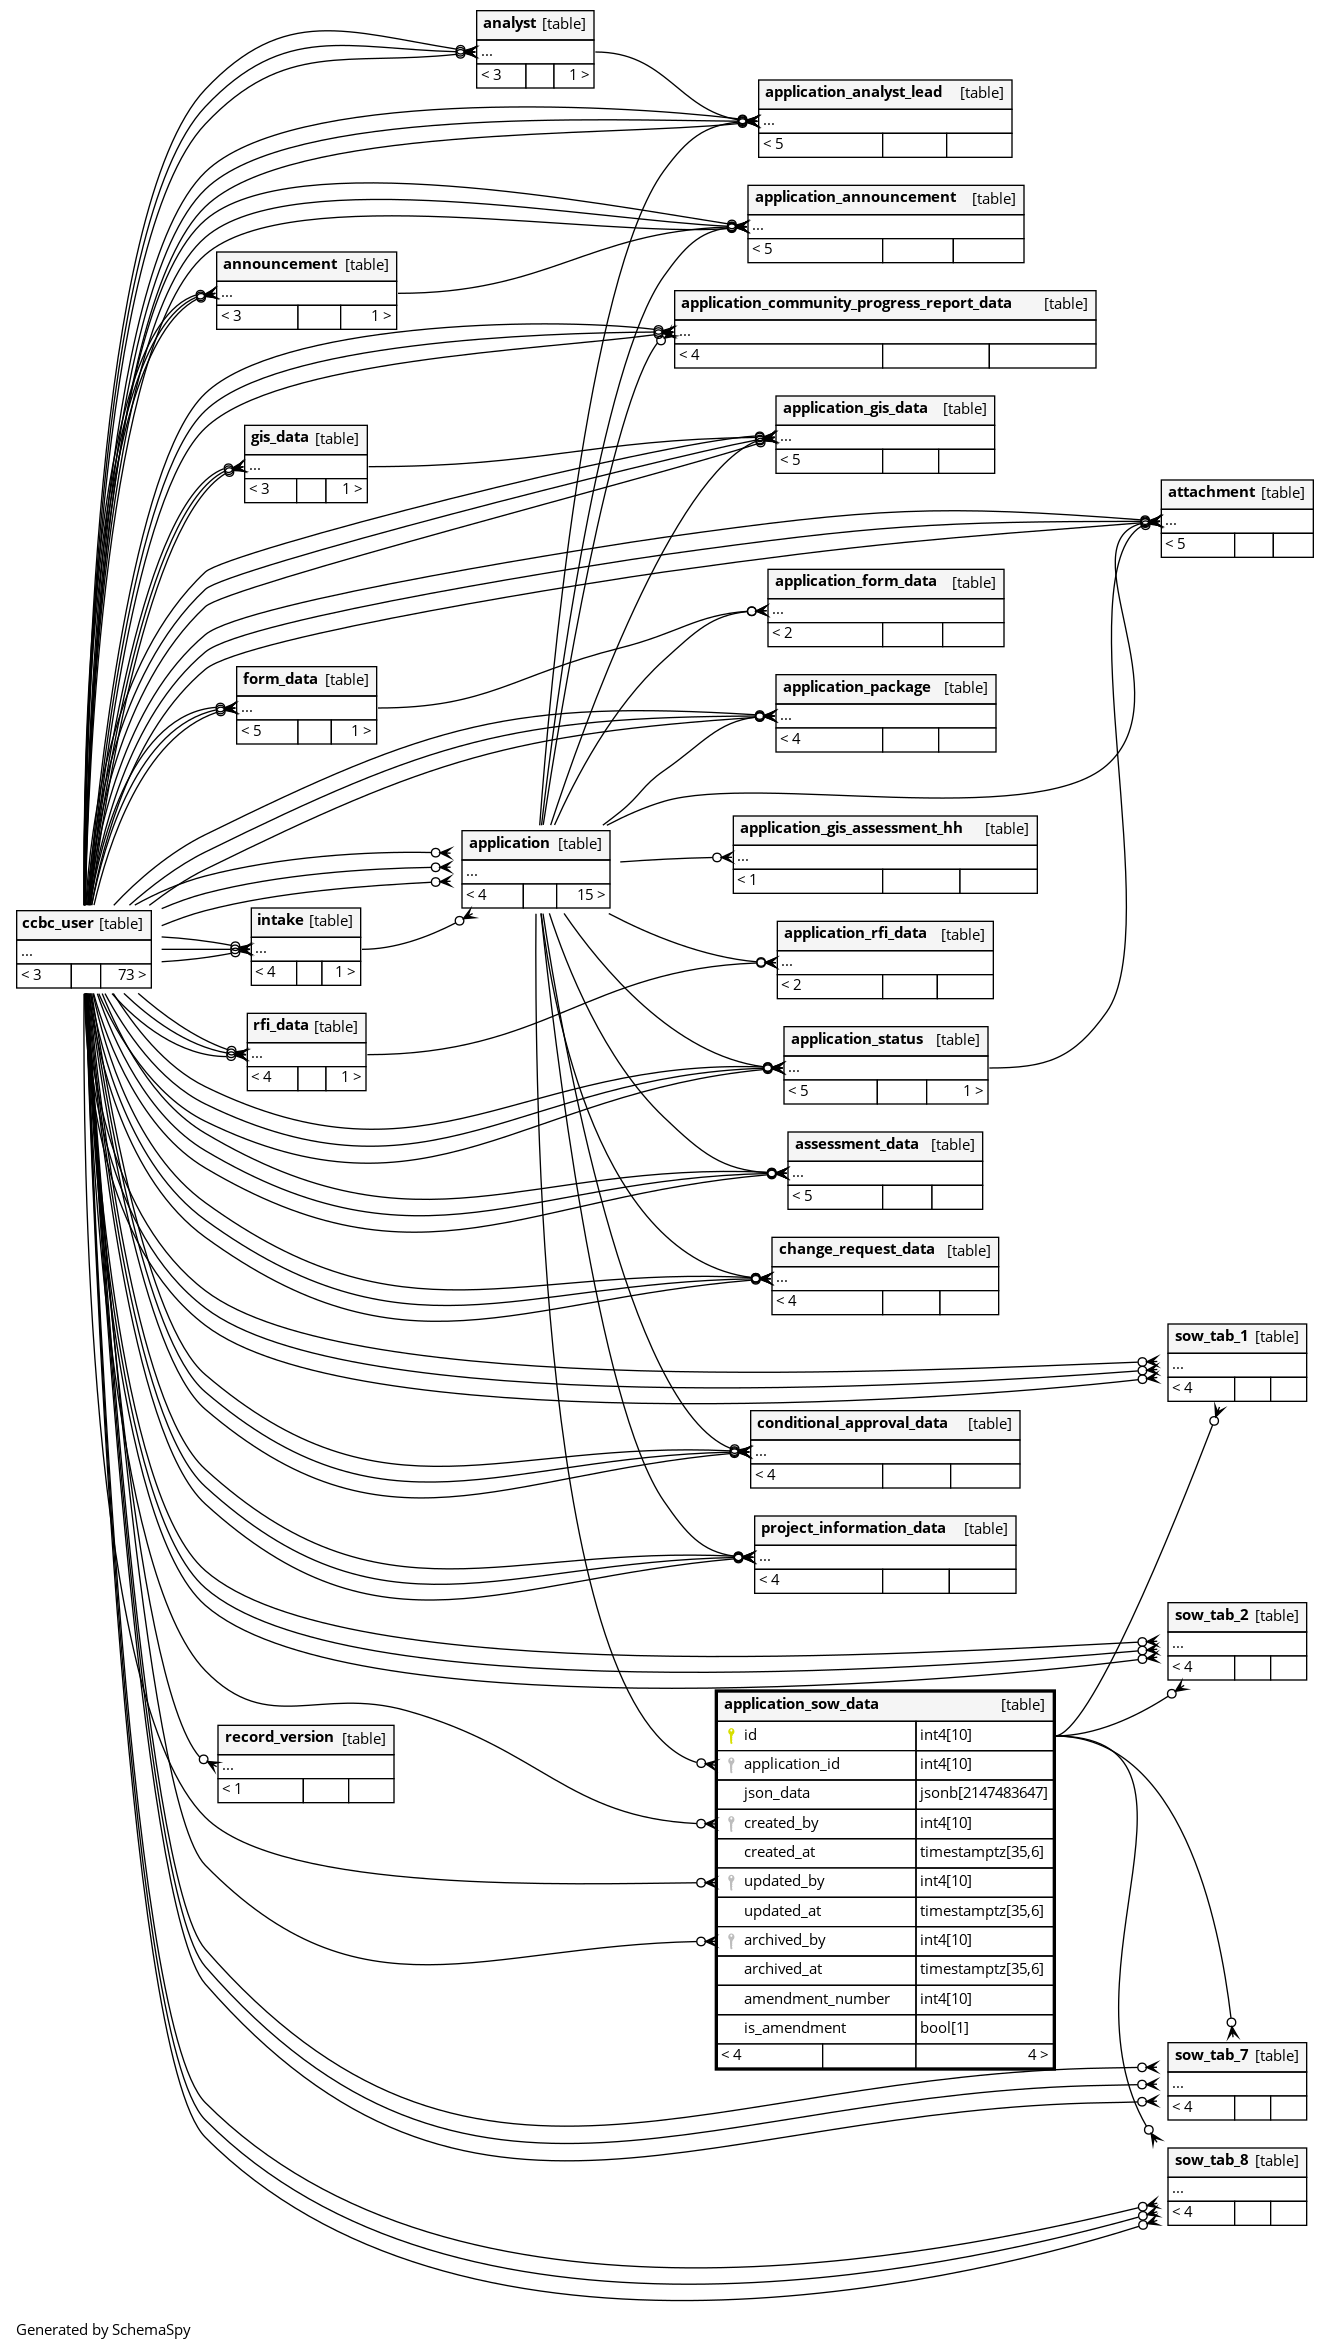 analyst [table]
...
< 3 1 >
application_analyst_lead [table]
...
< 5
application_announcement [table]
...
< 5
announcement [table]
...
< 3 1 >
application_community_progress_report_data [table]
...
< 4
application_gis_data [table]
...
< 5
gis_data [table]
...
< 3 1 >
attachment [table]
...
< 5
application_form_data [table]
...
< 2
form_data [table]
...
< 5 1 >
application_package [table]
...
< 4
application_gis_assessment_hh [table]
...
< 1
application [table]
...
< 4 15 >
ccbc_user [table]
...
< 3 73 >
intake [table]
...
< 4 1 >
application_rfi_data [table]
...
< 2
rfi_data [table]
...
< 4 1 >
application_status [table]
...
< 5 1 >
assessment_data [table]
...
< 5
change_request_data [table]
...
< 4
sow_tab_1 [table]
...
< 4
conditional_approval_data [table]
...
< 4
project_information_data [table]
...
< 4
sow_tab_2 [table]
...
< 4
record_version [table]
...
< 1
application_sow_data [table]
id int4[10]
application_id int4[10]
json_data jsonb[2147483647]
created_by int4[10]
created_at timestamptz[35,6]
updated_by int4[10]
updated_at timestamptz[35,6]
archived_by int4[10]
archived_at timestamptz[35,6]
amendment_number int4[10]
is_amendment bool[1]
< 4 4 >
sow_tab_7 [table]
...
< 4
sow_tab_8 [table]
...
< 4
Generated by SchemaSpy